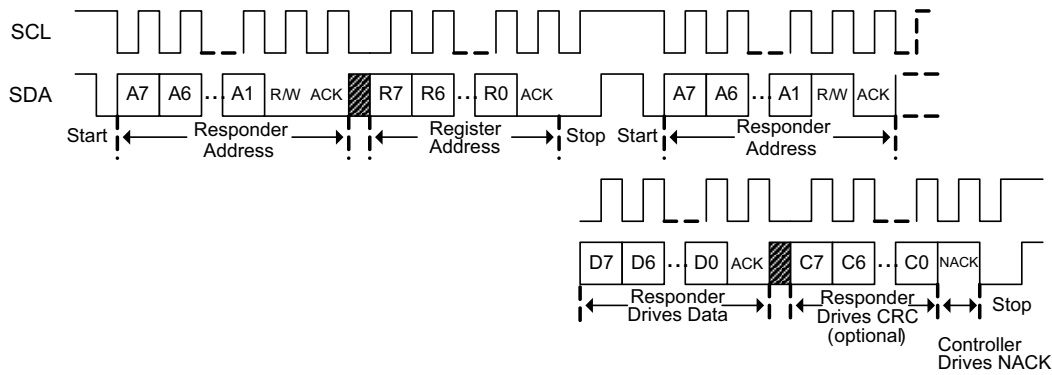 SCL
SDA
A7 A6 ... A1 R/W ACK R7 R6 ... R0 ACK A7 A6 ... A1 R/W ACK
Start Responder Address Register Address Stop Start Responder Address
D7 D6 ... D0 ACK C7 C6 ... C0 NACK
Responder Drives Data Responder Drives CRC (optional) Stop
Controller Drives NACK